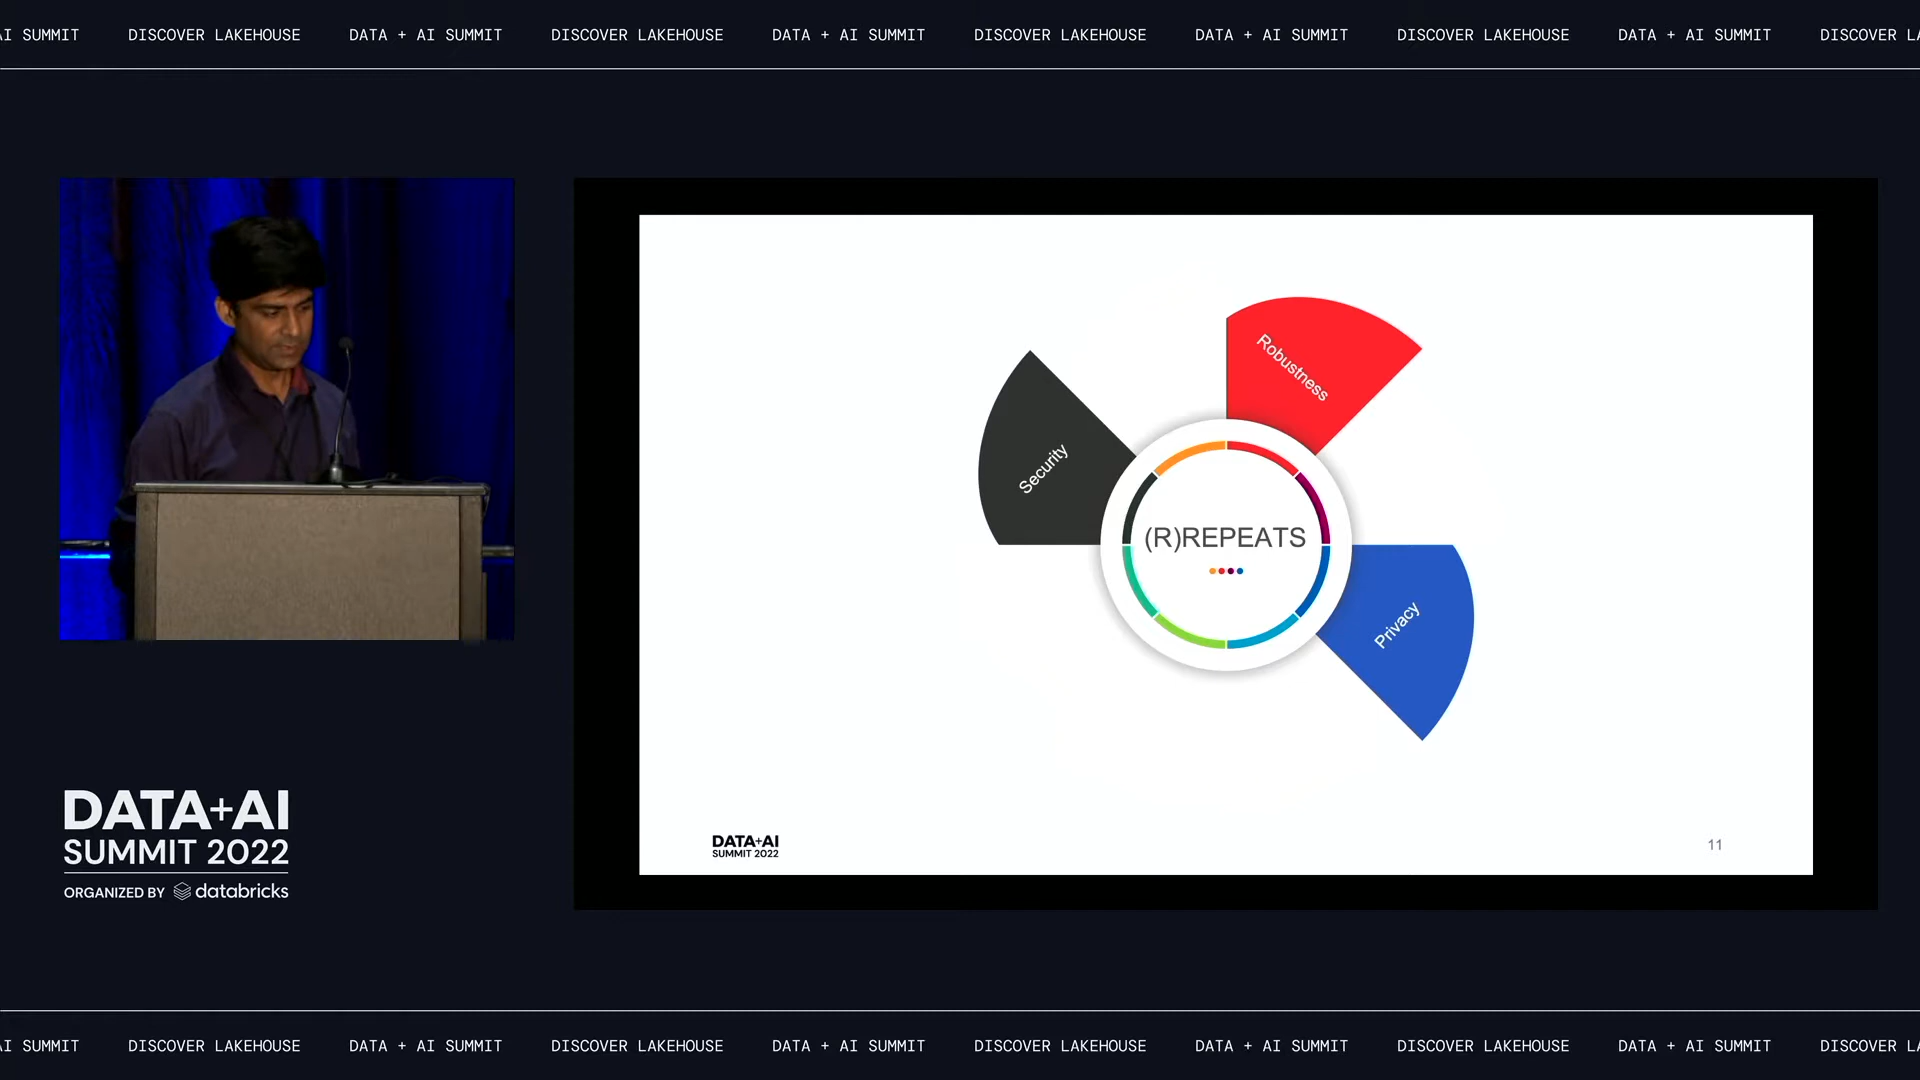 AI SUMMIT DISCOVER LAKEHOUSE DATA + AI SUMMIT DISCOVER LAKEHOUSE DATA + AI SUMMIT DISCOVER LAKEHOUSE DATA + AI SUMMIT DISCOVER LAKEHOUSE DATA + AI SUMMIT DISCOVER LA
Robustness
Security
(R)REPEATS
Privacy
DATA+AI
SUMMIT 2022
11
DATA+AI
SUMMIT 2022
ORGANIZED BY databricks
AI SUMMIT DISCOVER LAKEHOUSE DATA + AI SUMMIT DISCOVER LAKEHOUSE DATA + AI SUMMIT DISCOVER LAKEHOUSE DATA + AI SUMMIT DISCOVER LAKEHOUSE DATA + AI SUMMIT DISCOVER LA